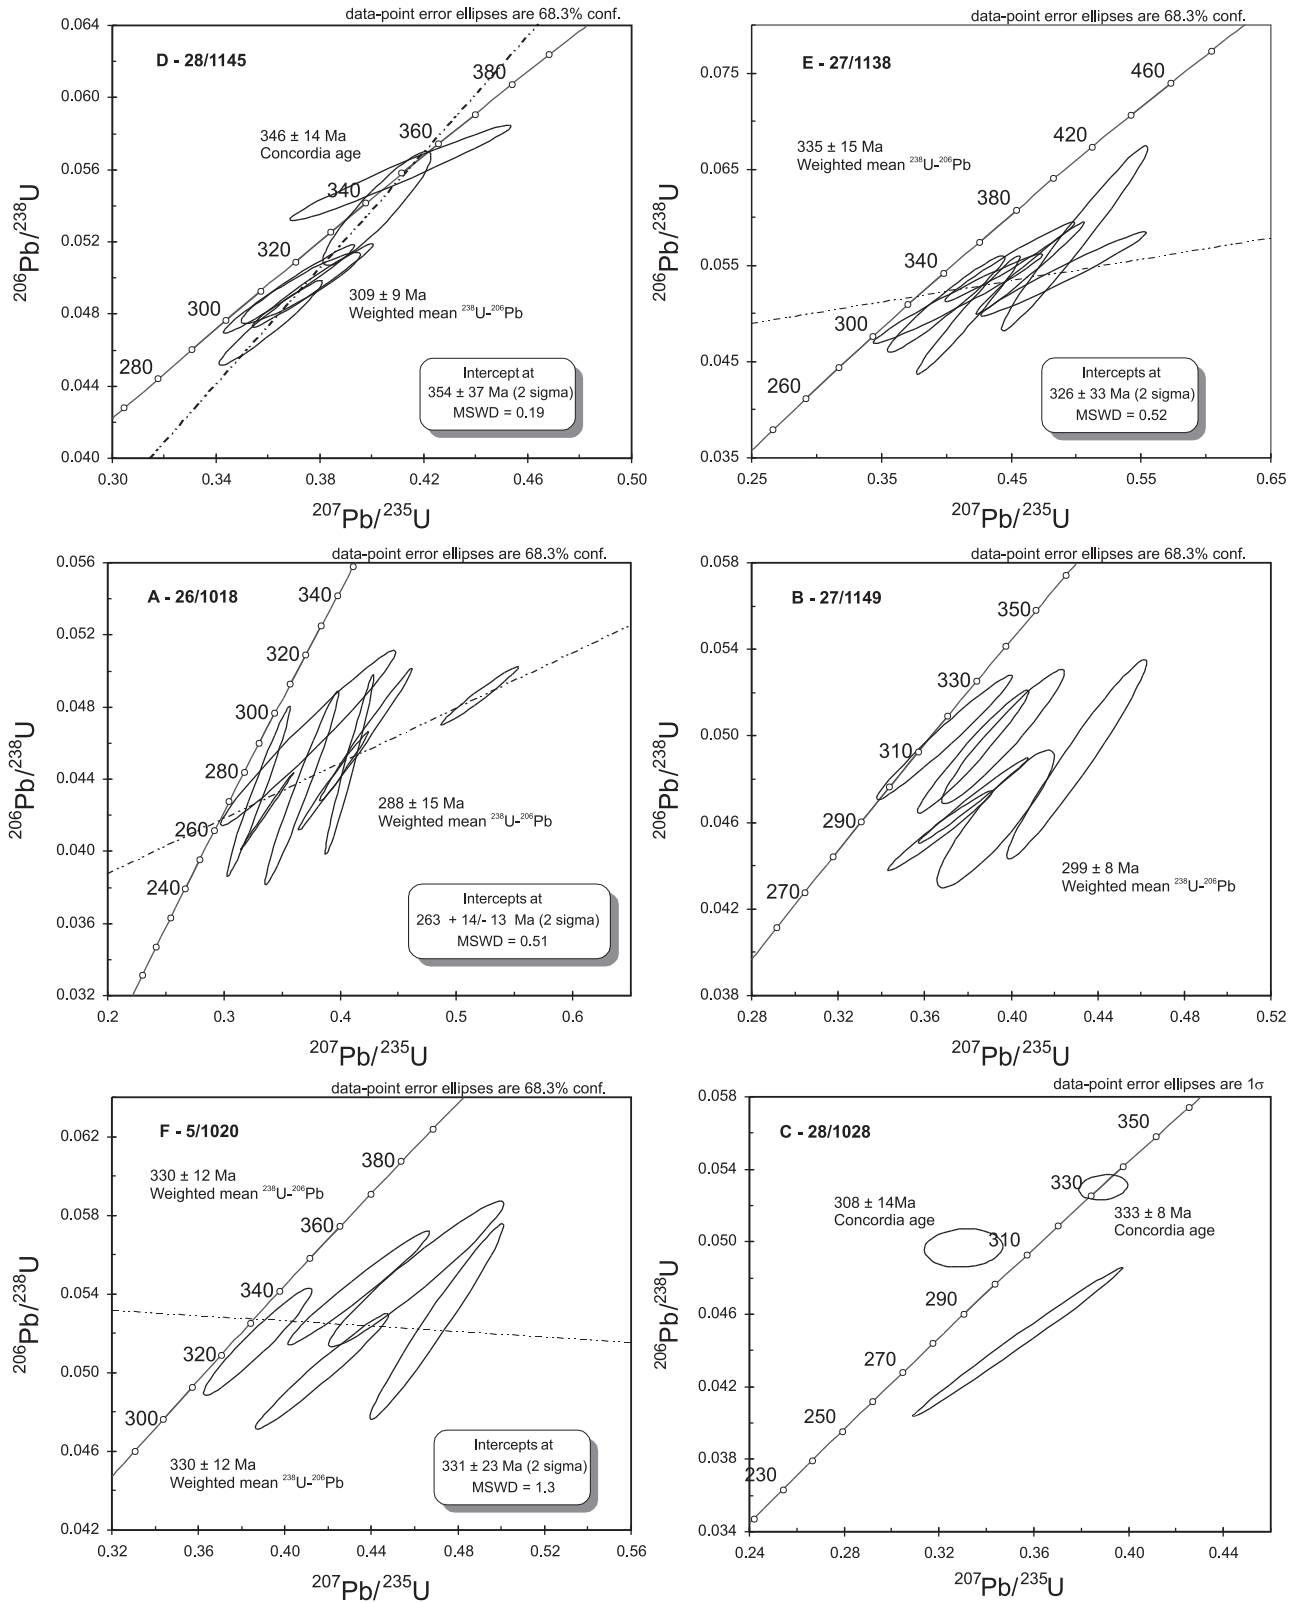 data-point error ellipses are 68.3% conf.
D - 28/1145
0.064
0.060
0.056
0.052
0.048
0.044
0.040
206Pb/238U
380
360
340
320
300
280
346 ± 14 Ma
Concordia age
309 ± 9 Ma
Weighted mean 238U-206Pb
Intercept at
354 ± 37 Ma (2 sigma)
MSWD = 0.19
0.30 0.34 0.38 0.42 0.46 0.50
207Pb/235U
data-point error ellipses are 68.3% conf.
E - 27/1138
0.075
0.065
0.055
0.045
0.035
206Pb/238U
460
420
380
340
300
260
335 ± 15 Ma
Weighted mean 238U-206Pb
Intercepts at
326 ± 33 Ma (2 sigma)
MSWD = 0.52
0.25 0.35 0.45 0.55 0.65
207Pb/235U
data-point error ellipses are 68.3% conf.
A - 26/1018
0.056
0.052
0.048
0.044
0.040
0.036
0.032
206Pb/238U
340
320
300
280
260
240
288 ± 15 Ma
Weighted mean 238U-206Pb
Intercepts at
263 + 14/- 13 Ma (2 sigma)
MSWD = 0.51
0.2 0.3 0.4 0.5 0.6
207Pb/235U
data-point error ellipses are 68.3% conf.
B - 27/1149
0.058
0.054
0.050
0.046
0.042
0.038
206Pb/238U
350
330
310
290
270
299 ± 8 Ma
Weighted mean 238U-206Pb
0.28 0.32 0.36 0.40 0.44 0.48 0.52
207Pb/235U
data-point error ellipses are 68.3% conf.
F - 5/1020
0.062
0.058
0.054
0.050
0.046
0.042
206Pb/238U
380
360
340
320
300
330 ± 12 Ma
Weighted mean 238U-206Pb
330 ± 12 Ma
Weighted mean 238U-206Pb
Intercepts at
331 ± 23 Ma (2 sigma)
MSWD = 1.3
0.32 0.36 0.40 0.44 0.48 0.52 0.56
207Pb/235U
data-point error ellipses are 1σ
C - 28/1028
0.058
0.054
0.050
0.046
0.042
0.038
0.034
206Pb/238U
350
330
310
290
270
250
230
308 ± 14Ma
Concordia age
333 ± 8 Ma
Concordia age
0.24 0.28 0.32 0.36 0.40 0.44
207Pb/235U